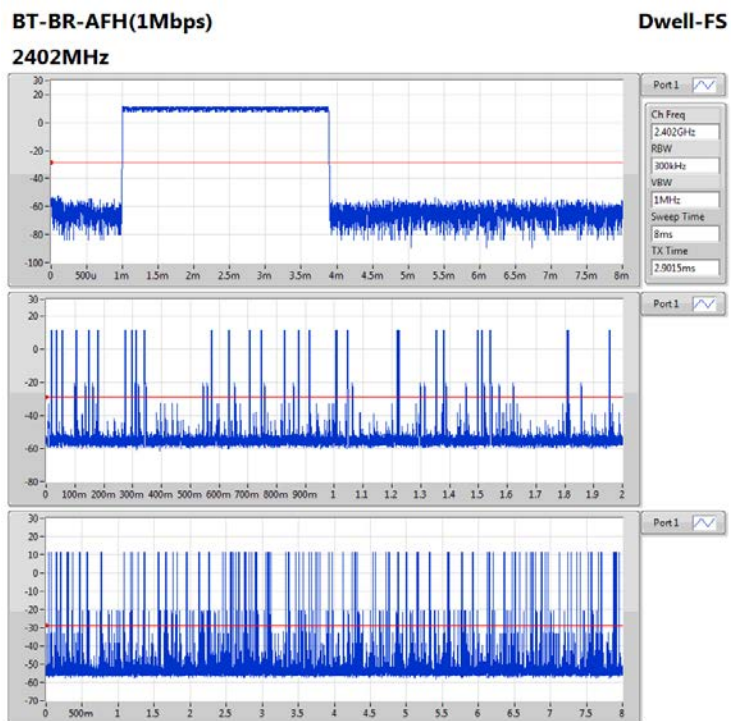 BT-BR-AFH(1Mbps) Dwell-FS
2402MHz
Port 1
30
20
0
-20
-40
-60
-80
-100
0 500u 1m 1.5m 2m 2.5m 3m 3.5m 4m 4.5m 5m 5.5m 6m 6.5m 7m 7.5m 8m
Ch Freq
2.402GHz
RBW
300kHz
VBW
1MHz
Sweep Time
8ms
TX Time
2.9015ms
Port 1
30
20
0
-20
-40
-60
-80
0 100m 200m 300m 400m 500m 600m 700m 800m 900m 1 1.1 1.2 1.3 1.4 1.5 1.6 1.7 1.8 1.9 2
Port 1
30
20
10
0
-10
-20
-30
-40
-50
-60
-70
0 500m 1 1.5 2 2.5 3 3.5 4 4.5 5 5.5 6 6.5 7 7.5 8